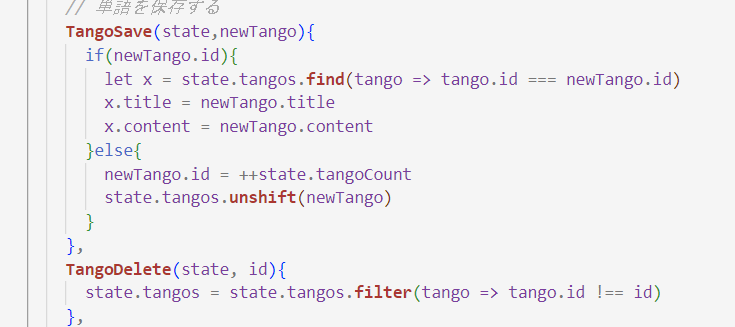 // 単語を保存する
TangoSave(state,newTango){
if(newTango.id){
let x = state.tangos.find(tango => tango.id === newTango.id)
x.title = newTango.title
x.content = newTango.content
}else{
newTango.id = ++state.tangoCount
state.tangos.unshift(newTango)
}
},
TangoDelete(state, id){
state.tangos = state.tangos.filter(tango => tango.id !== id)
},